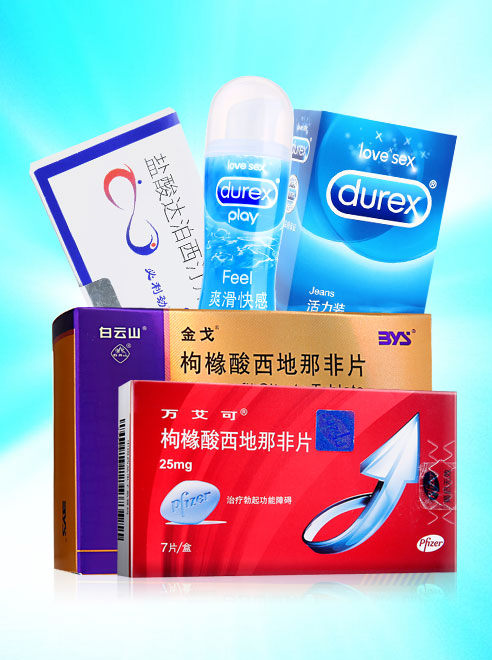 盐酸达泊西汀
必利劲
love sex
durex®
play
Feel
爽滑快感
love sex
durex®
Jeans
活力装
白云山®
金戈®
BYS®
枸橼酸西地那非片
万艾可®
枸橼酸西地那非片
25mg
Pfizer
治疗勃起功能障碍
7片/盒
Pfizer